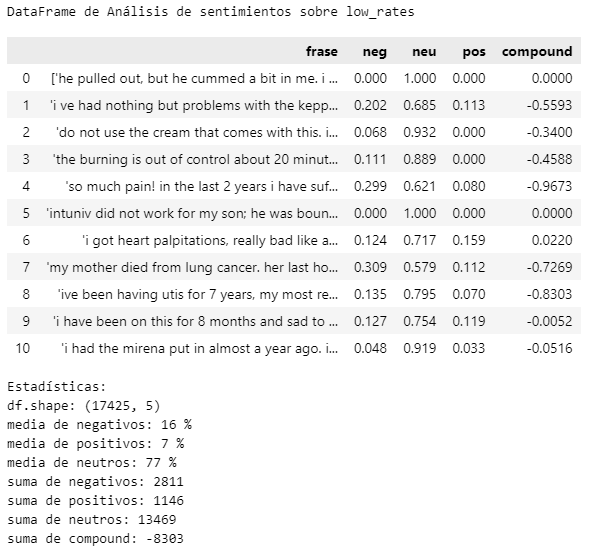 DataFrame de Análisis de sentimientos sobre low_rates
frase neg neu pos compound
0 ['he pulled out, but he cummed a bit in me. i ... 0.000 1.000 0.000 0.0000
1 'i ve had nothing but problems with the kepp... 0.202 0.685 0.113 -0.5593
2 'do not use the cream that comes with this. i... 0.068 0.932 0.000 -0.3400
3 'the burning is out of control about 20 minut... 0.111 0.889 0.000 -0.4588
4 'so much pain! in the last 2 years i have suf... 0.299 0.621 0.080 -0.9673
5 'intuniv did not work for my son; he was boun... 0.000 1.000 0.000 0.0000
6 'i got heart palpitations, really bad like a... 0.124 0.717 0.159 0.0220
7 'my mother died from lung cancer. her last ho... 0.309 0.579 0.112 -0.7269
8 'ive been having utis for 7 years, my most re... 0.135 0.795 0.070 -0.8303
9 'i have been on this for 8 months and sad to ... 0.127 0.754 0.119 -0.0052
10 'i had the mirena put in almost a year ago. i... 0.048 0.919 0.033 -0.0516
Estadísticas:
df.shape: (17425, 5)
media de negativos: 16 %
media de positivos: 7 %
media de neutros: 77 %
suma de negativos: 2811
suma de positivos: 1146
suma de neutros: 13469
suma de compound: -8303